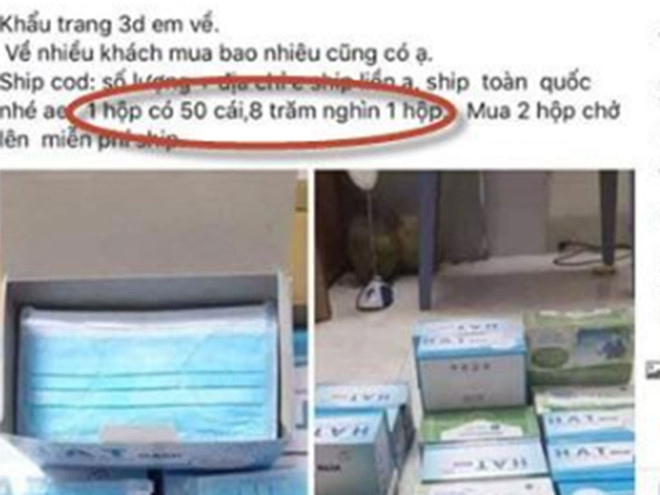 Khẩu trang 3d em về.
Về nhiều khách mua bao nhiêu cũng có ạ.
Ship cod: số lượng + địa chỉ e ship liền ạ, ship toàn quốc
nhé ae 1 hộp có 50 cái,8 trăm nghìn 1 hộp. Mua 2 hộp chở
lên miễn phí ship
HAT
HAT
HAT
HAT
HAT